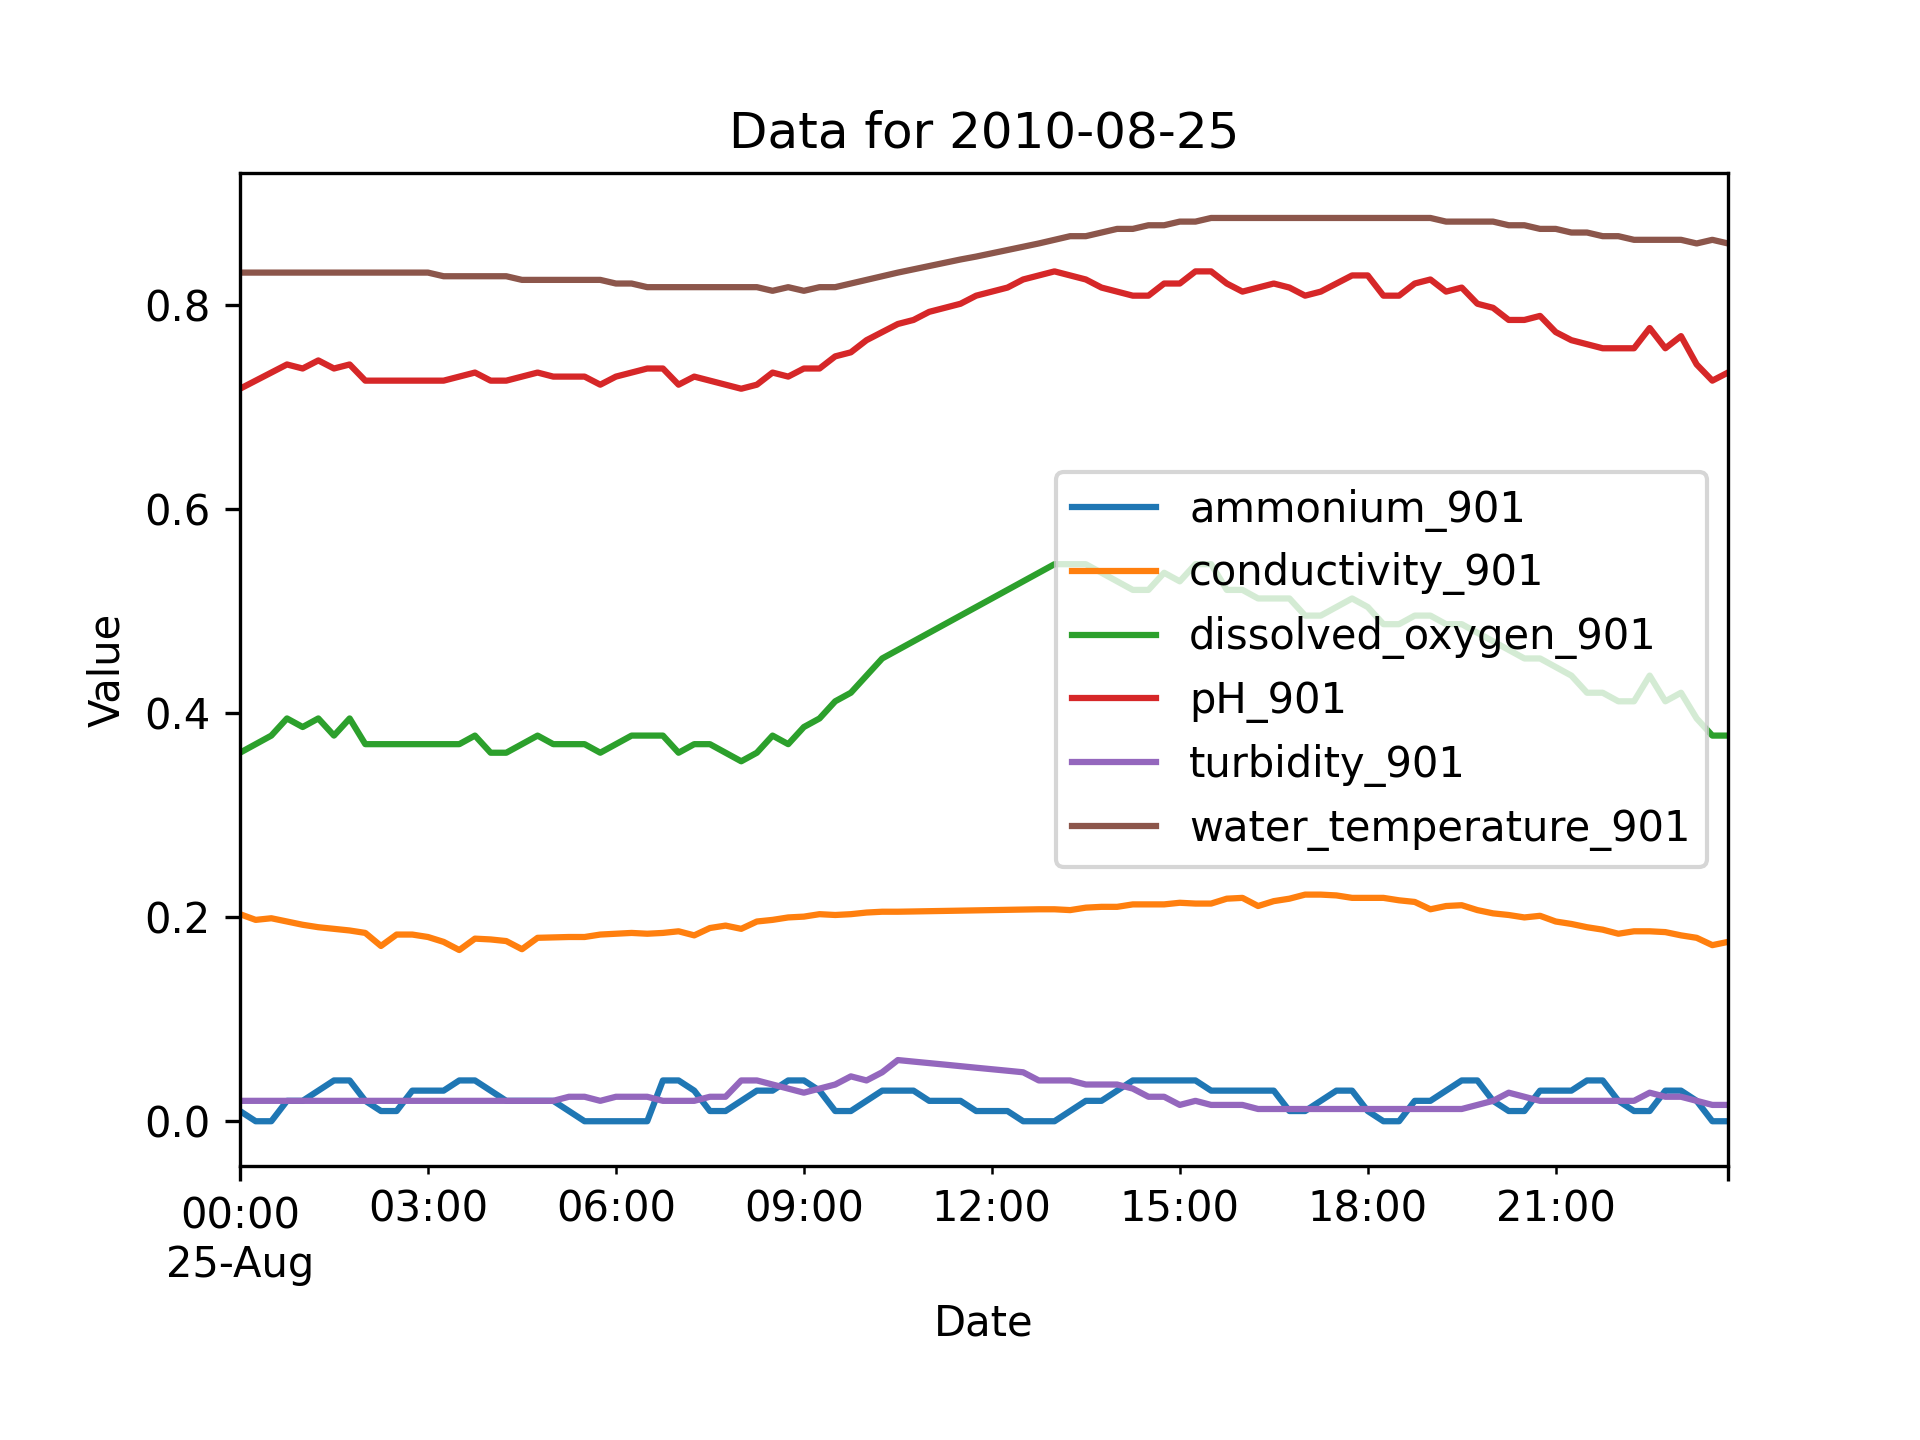 Data for 2010-08-25
Value
0.8
0.6
0.4
0.2
0.0
ammonium_901
conductivity_901
dissolved_oxygen_901
pH_901
turbidity_901
water_temperature_901
00:00 03:00 06:00 09:00 12:00 15:00 18:00 21:00
25-Aug
Date